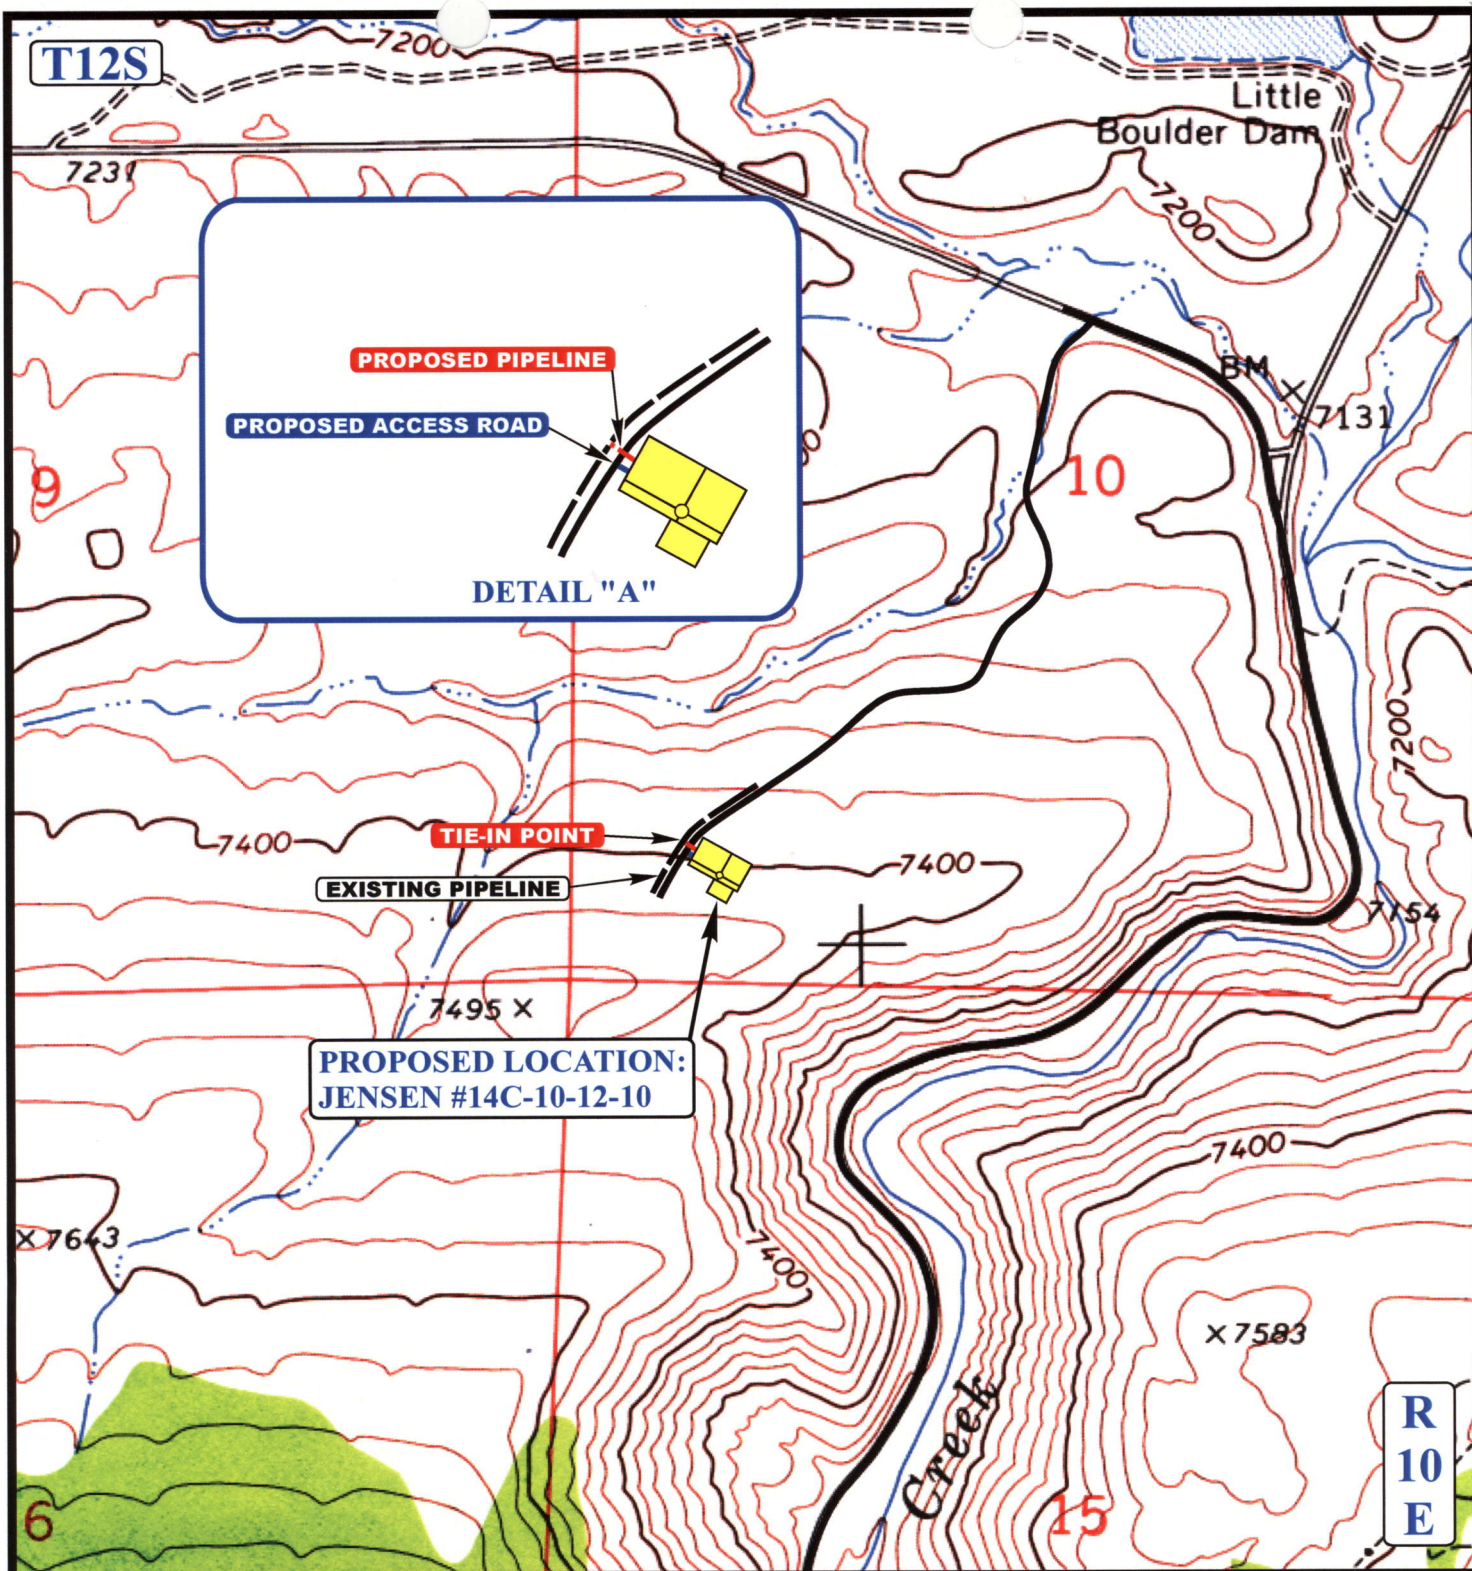 T12S
7200
Little
Boulder Dam
7231
7200
PROPOSED PIPELINE
BM
PROPOSED ACCESS ROAD
7131
9
10
DETAIL "A"
7200
TIE-IN POINT
7400
7400
EXISTING PIPELINE
7154
7495
PROPOSED LOCATION:
JENSEN #14C-10-12-10
7400
7643
7400
7583
Creek
R
10
E
6
15